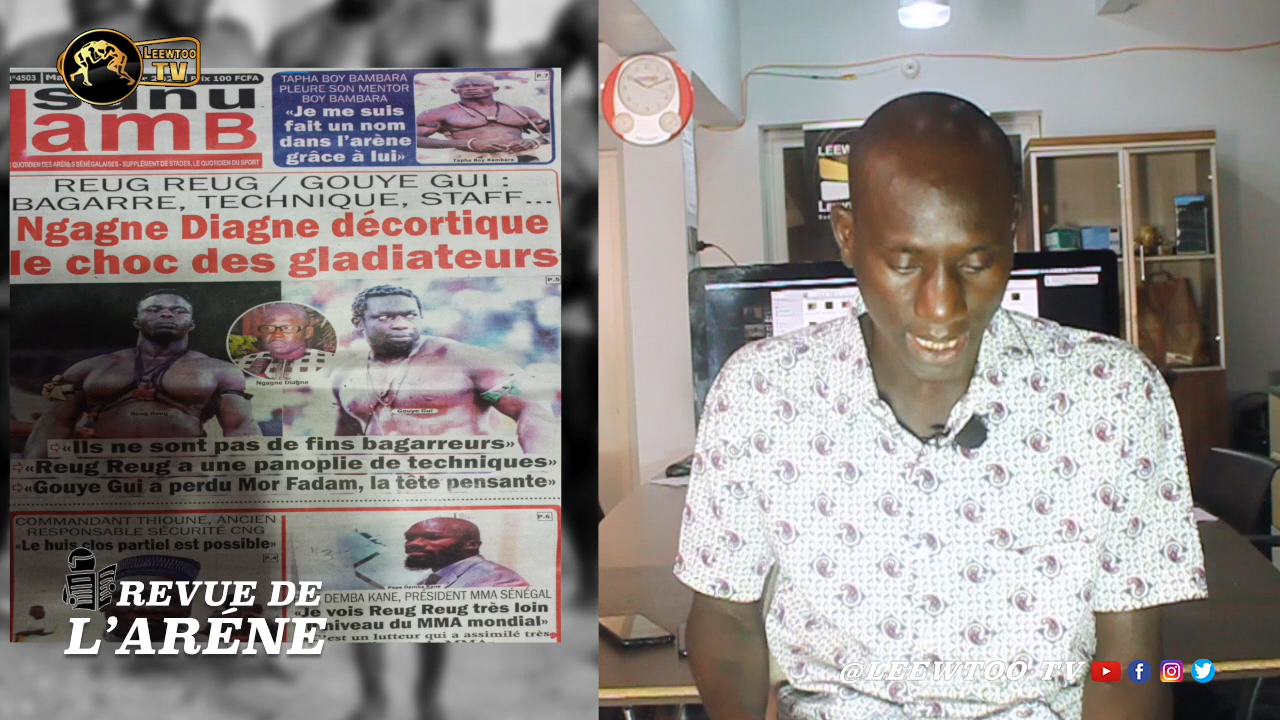 LEEWTOO
TV
N°4503
100 FCFA
sunu
lamB
QUOTIDIEN DES ARÈNES SÉNÉGALAISES - SUPPLÉMENT DE STADES, LE QUOTIDIEN DU SPORT
TAPHA BOY BAMBARA
PLEURE SON MENTOR
BOY BAMBARA
«Je me suis
fait un nom
dans l'arène
grâce à lui»
P.7
Tapha Boy Bambara
REUG REUG / GOUYE GUI :
BAGARRE, TECHNIQUE, STAFF...
Ngagne Diagne décortique
le choc des gladiateurs
P.5
Ngagne Diagne
Reug Reug
Gouye Gui
«Ils ne sont pas de fins bagarreurs»
«Reug Reug a une panoplie de techniques»
«Gouye Gui a perdu Mor Fadam, la tête pensante»
COMMANDANT THIOUNE, ANCIEN
RESPONSABLE SÉCURITÉ CNG
«Le huis clos partiel est possible»
P.4
P.6
Pape Demba Kane
DEMBA KANE, PRÉSIDENT MMA SÉNÉGAL
«Je vois Reug Reug très loin
niveau du MMA mondial»
est un lutteur qui a assimilé très
REVUE DE
L'ARÉNE
@LEEWTOO TV